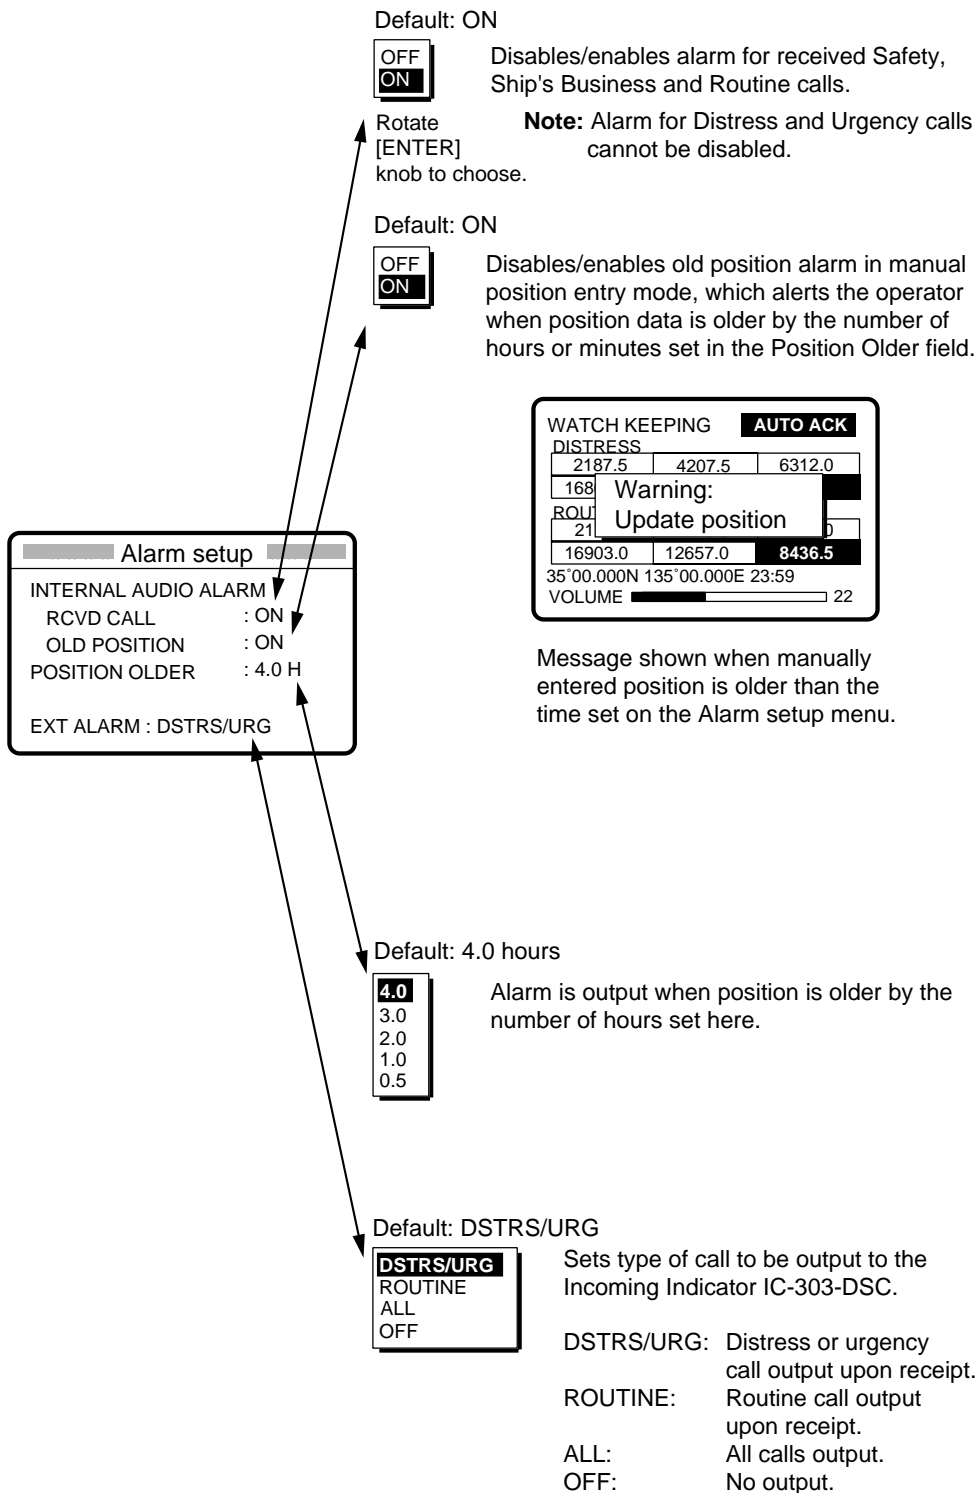 Default: ON
OFF
ON
Disables/enables alarm for received Safety,
Ship's Business and Routine calls.
Rotate
[ENTER]
knob to choose.
Note: Alarm for Distress and Urgency calls
cannot be disabled.
Default: ON
OFF
ON
Disables/enables old position alarm in manual
position entry mode, which alerts the operator
when position data is older by the number of
hours or minutes set in the Position Older field.
WATCH KEEPING AUTO ACK
DISTRESS
2187.5 4207.5 6312.0
168
Warning:
Update position
ROUT
21 0
16903.0 12657.0 8436.5
35°00.000N 135°00.000E 23:59
VOLUME 22
Message shown when manually
entered position is older than the
time set on the Alarm setup menu.
Alarm setup
INTERNAL AUDIO ALARM
RCVD CALL : ON
OLD POSITION : ON
POSITION OLDER : 4.0 H
EXT ALARM : DSTRS/URG
Default: 4.0 hours
4.0
3.0
2.0
1.0
0.5
Alarm is output when position is older by the
number of hours set here.
Default: DSTRS/URG
DSTRS/URG
ROUTINE
ALL
OFF
Sets type of call to be output to the
Incoming Indicator IC-303-DSC.
DSTRS/URG: Distress or urgency
call output upon receipt.
ROUTINE: Routine call output
upon receipt.
ALL: All calls output.
OFF: No output.